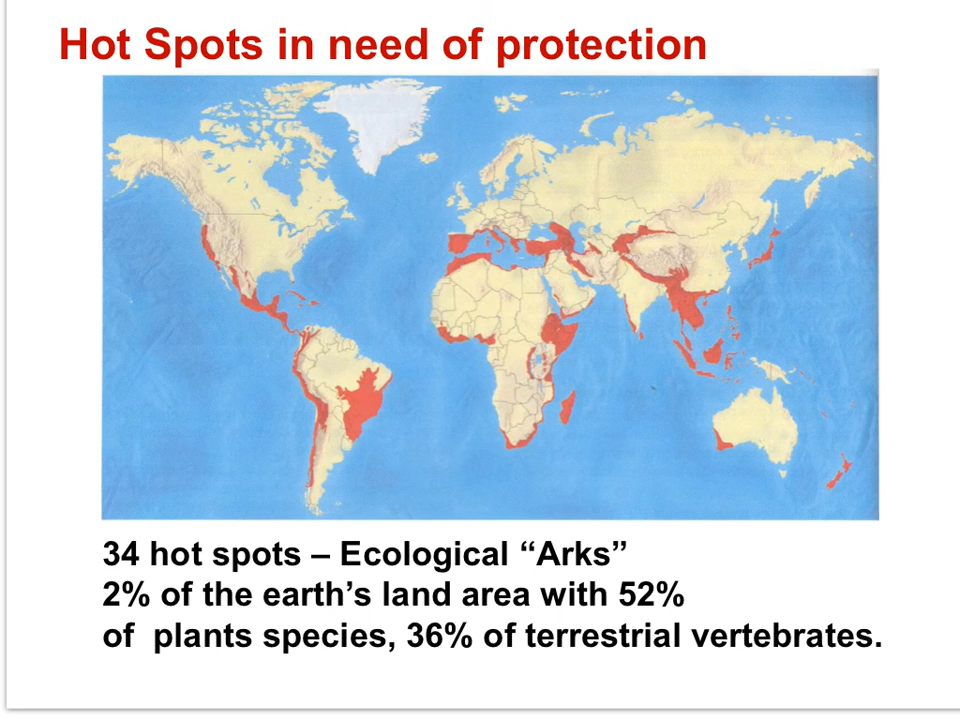 Hot Spots in need of protection
34 hot spots – Ecological “Arks”
2% of the earth’s land area with 52%
of  plants species, 36% of terrestrial vertebrates.